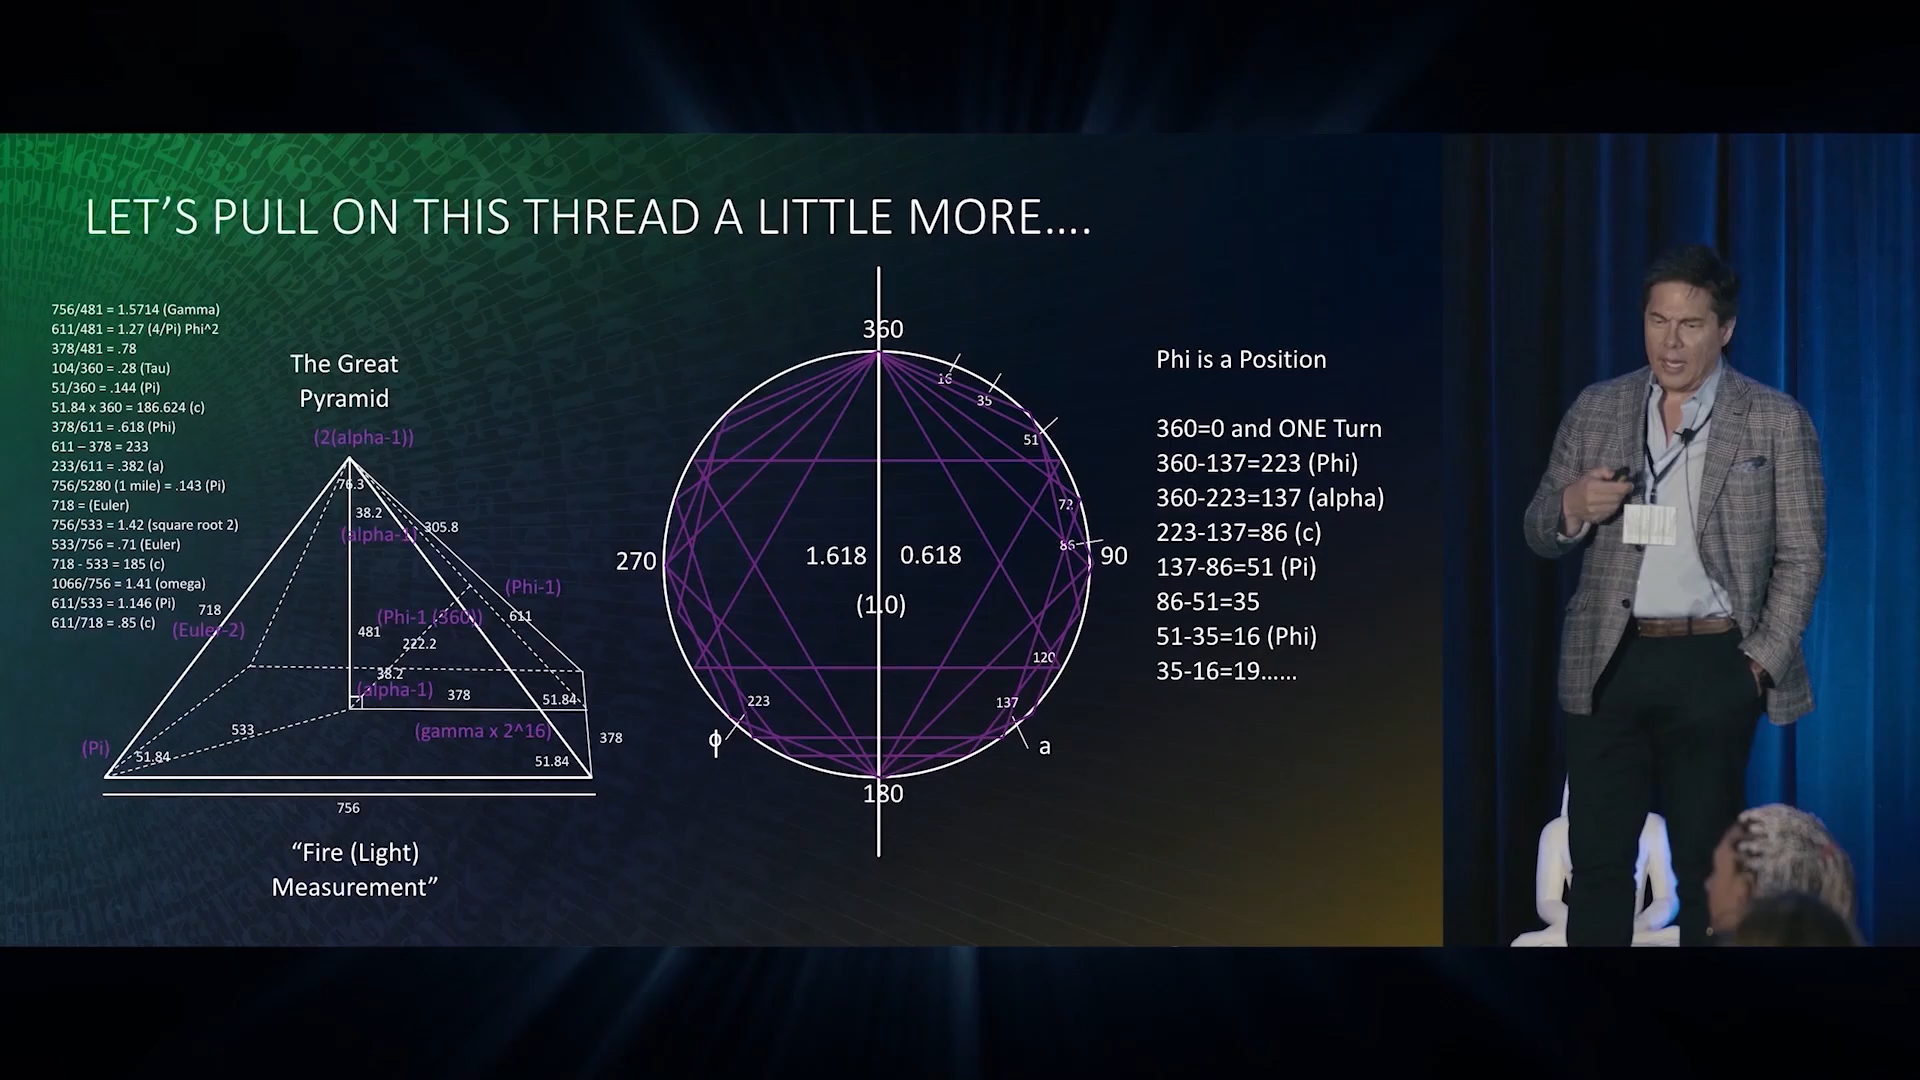 LET’S PULL ON THIS THREAD A LITTLE MORE….
756/481 = 1.5714 (Gamma)
611/481 = 1.27 (4/Pi) Phi^2
378/481 = .78
104/360 = .28 (Tau)
51/360 = .144 (Pi)
51.84 x 360 = 186.624 (c)
378/611 = .618 (Phi)
611 – 378 = 233
233/611 = .382 (a)
756/5280 (1 mile) = .143 (Pi)
718 = (Euler)
756/533 = 1.42 (square root 2)
533/756 = .71 (Euler)
718 - 533 = 185 (c)
1066/756 = 1.41 (omega)
611/533 = 1.146 (Pi)
611/718 = .85 (c)
The Great
Pyramid
(2(alpha-1))
76.3
38.2
(alpha-1)
305.8
(Phi-1)
718
(Euler-2)
(Phi-1 (360))
611
481
222.2
38.2
(alpha-1)
378
51.84
533
(gamma x 2^16)
378
(Pi)
51.84
51.84
756
“Fire (Light)
Measurement”
360
16
35
51
72
86
270
1.618
0.618
90
(1.0)
120
223
137
ϕ
a
180
Phi is a Position
360=0 and ONE Turn
360-137=223 (Phi)
360-223=137 (alpha)
223-137=86 (c)
137-86=51 (Pi)
86-51=35
51-35=16 (Phi)
35-16=19……